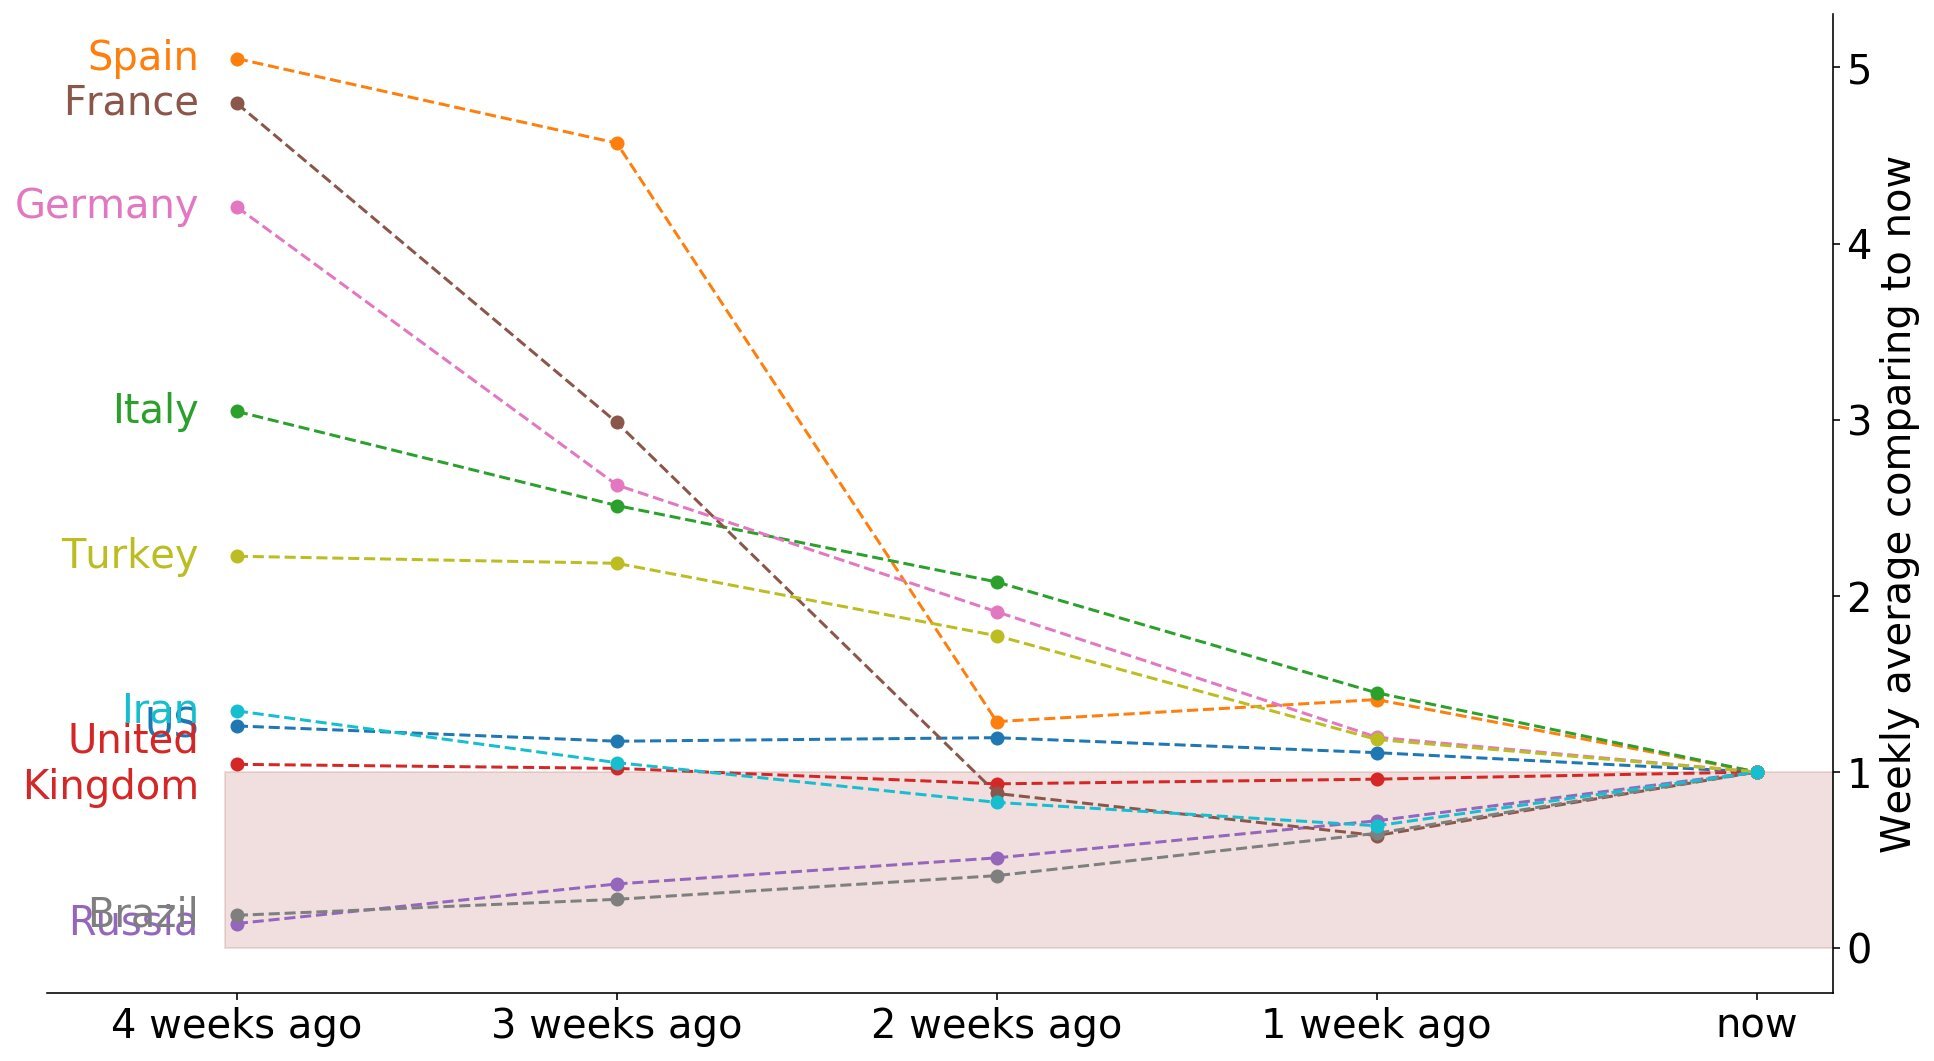 Spain
France
Germany
Italy
Turkey
Iran
US
United
Kingdom
Brazil
Russia
5
4
3
2
1
0
Weekly average comparing to now
4 weeks ago
3 weeks ago
2 weeks ago
1 week ago
now